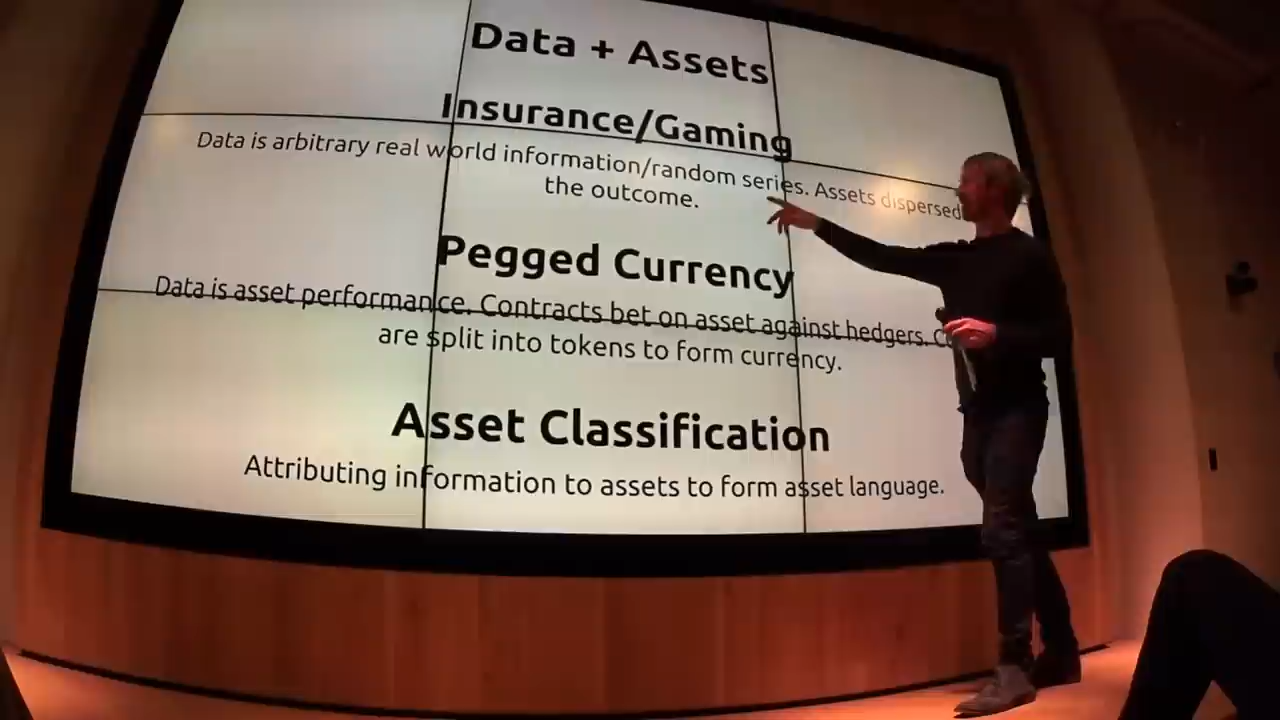 Data + Assets
Insurance/Gaming
Data is arbitrary real world information/random series. Assets dispersed
the outcome.
Pegged Currency
Data is asset performance. Contracts bet on asset against hedgers.
are split into tokens to form currency.
Asset Classification
Attributing information to assets to form asset language.